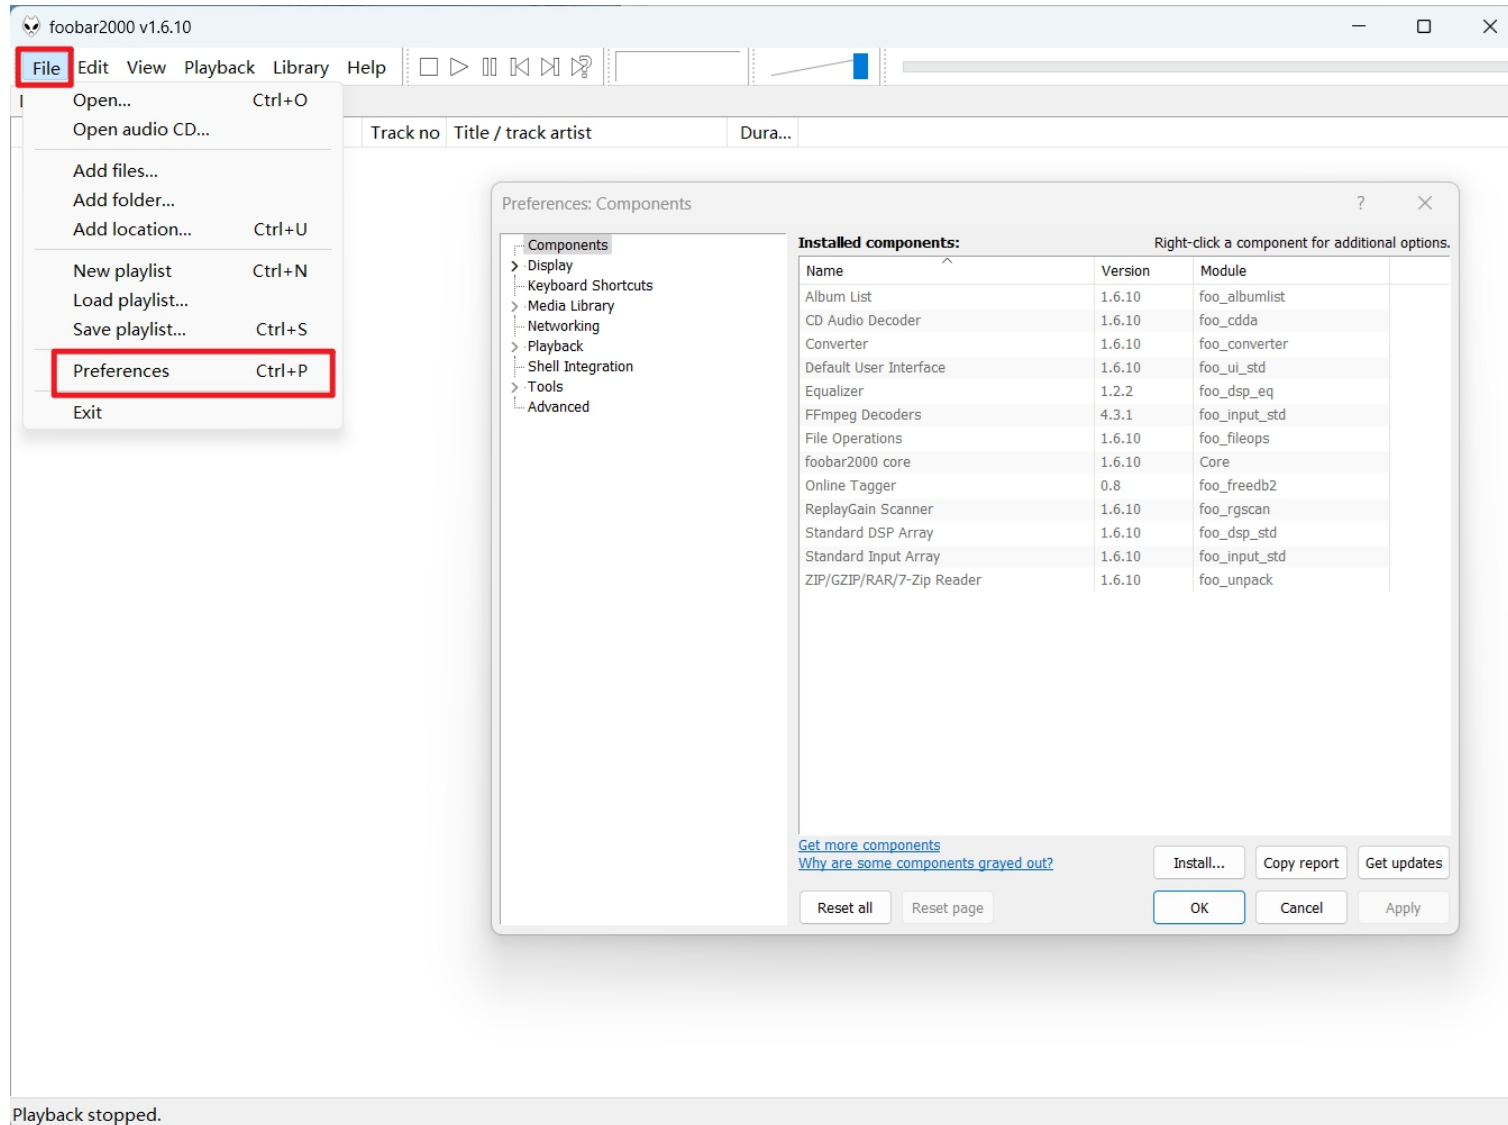 foobar2000 v1.6.10
File Edit View Playback Library Help
Open... Ctrl+O
Open audio CD...
Add files...
Add folder...
Add location... Ctrl+U
New playlist Ctrl+N
Load playlist...
Save playlist... Ctrl+S
Preferences Ctrl+P
Exit
Track no Title / track artist Dura...
Preferences: Components
Components
Display
Keyboard Shortcuts
Media Library
Networking
Playback
Shell Integration
Tools
Advanced
Installed components: Right-click a component for additional options.
Name Version Module
Album List 1.6.10 foo_albumlist
CD Audio Decoder 1.6.10 foo_cdda
Converter 1.6.10 foo_converter
Default User Interface 1.6.10 foo_ui_std
Equalizer 1.2.2 foo_dsp_eq
FFmpeg Decoders 4.3.1 foo_input_std
File Operations 1.6.10 foo_fileops
foobar2000 core 1.6.10 Core
Online Tagger 0.8 foo_freedb2
ReplayGain Scanner 1.6.10 foo_rgscan
Standard DSP Array 1.6.10 foo_dsp_std
Standard Input Array 1.6.10 foo_input_std
ZIP/GZIP/RAR/7-Zip Reader 1.6.10 foo_unpack
Get more components
Why are some components grayed out?
Install... Copy report Get updates
Reset all Reset page OK Cancel Apply
Playback stopped.